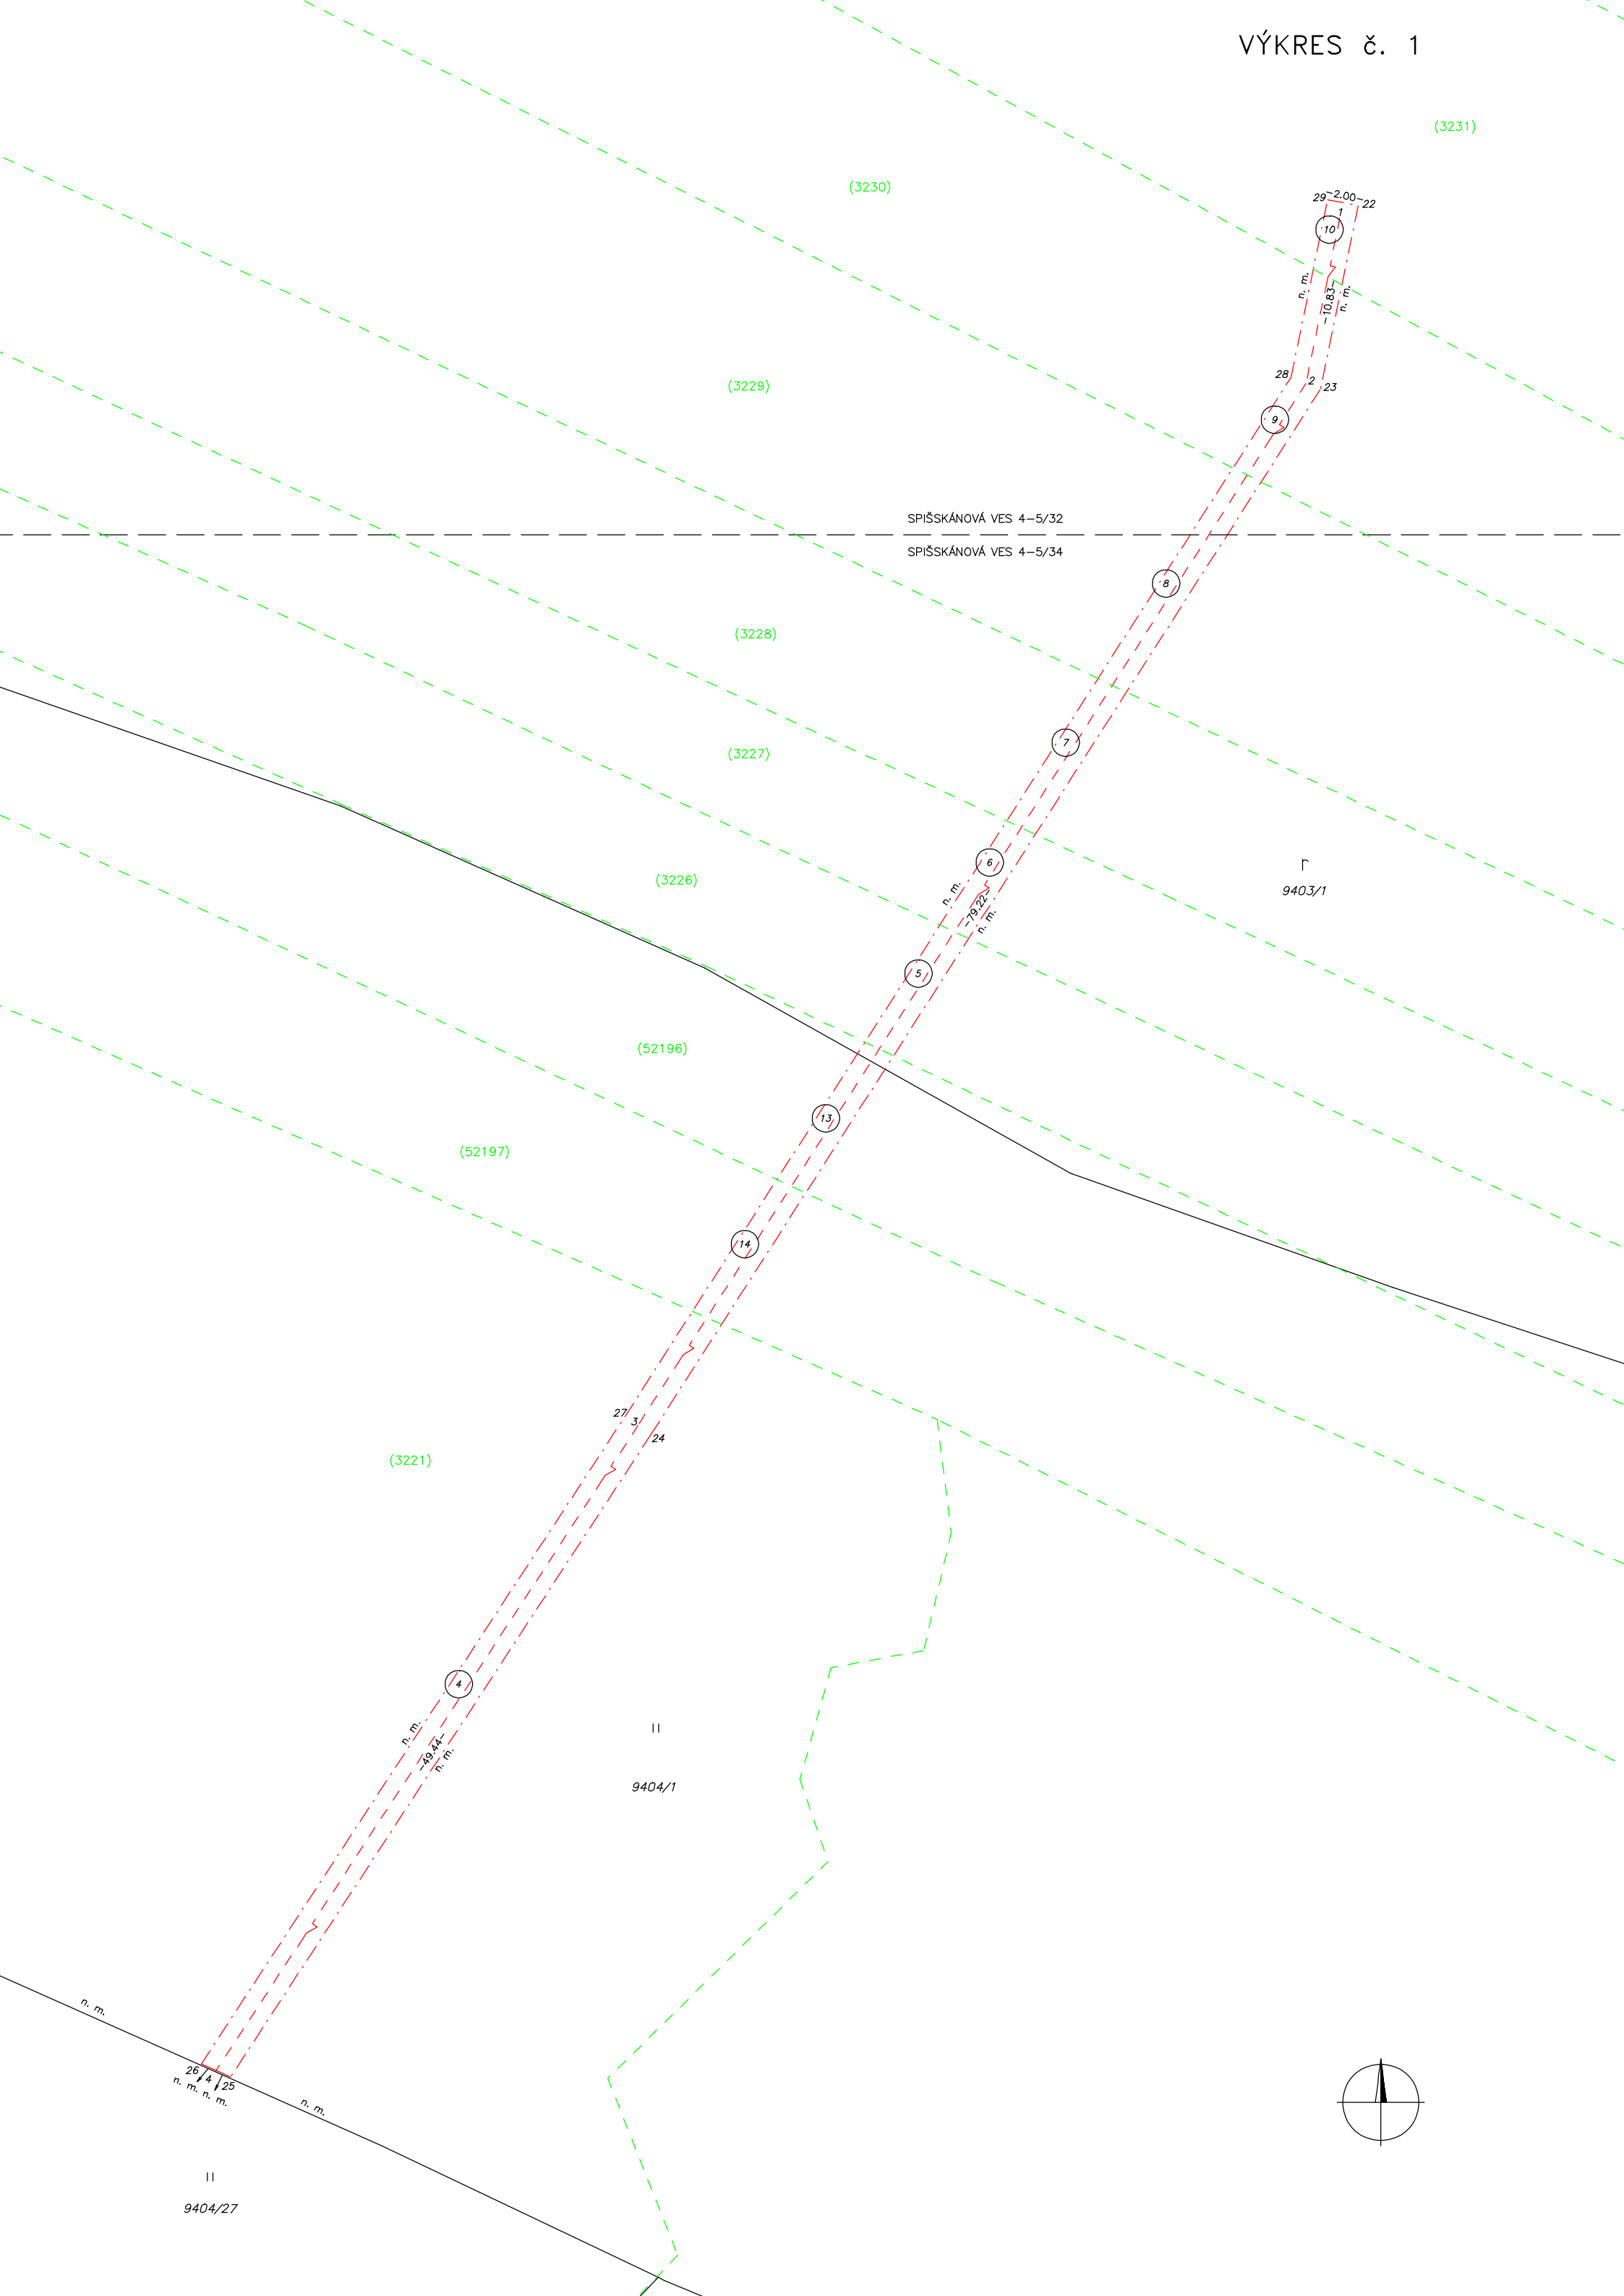 VÝKRES č. 1
(3231)
(3230)
29
-2.00-
22
1
10
n. m.
-10.83-
n. m.
28
2
23
(3229)
9
SPIŠSKÁNOVÁ VES 4-5/32
SPIŠSKÁNOVÁ VES 4-5/34
8
(3228)
7
(3227)
6
r
(3226)
n. m.
-79.22-
n. m.
9403/1
5
(52196)
13
(52197)
14
27
3
24
(3221)
4
n. m.
-49.44-
n. m.
II
9404/1
n. m.
26
4
25
n. m. n. m.
n. m.
II
9404/27